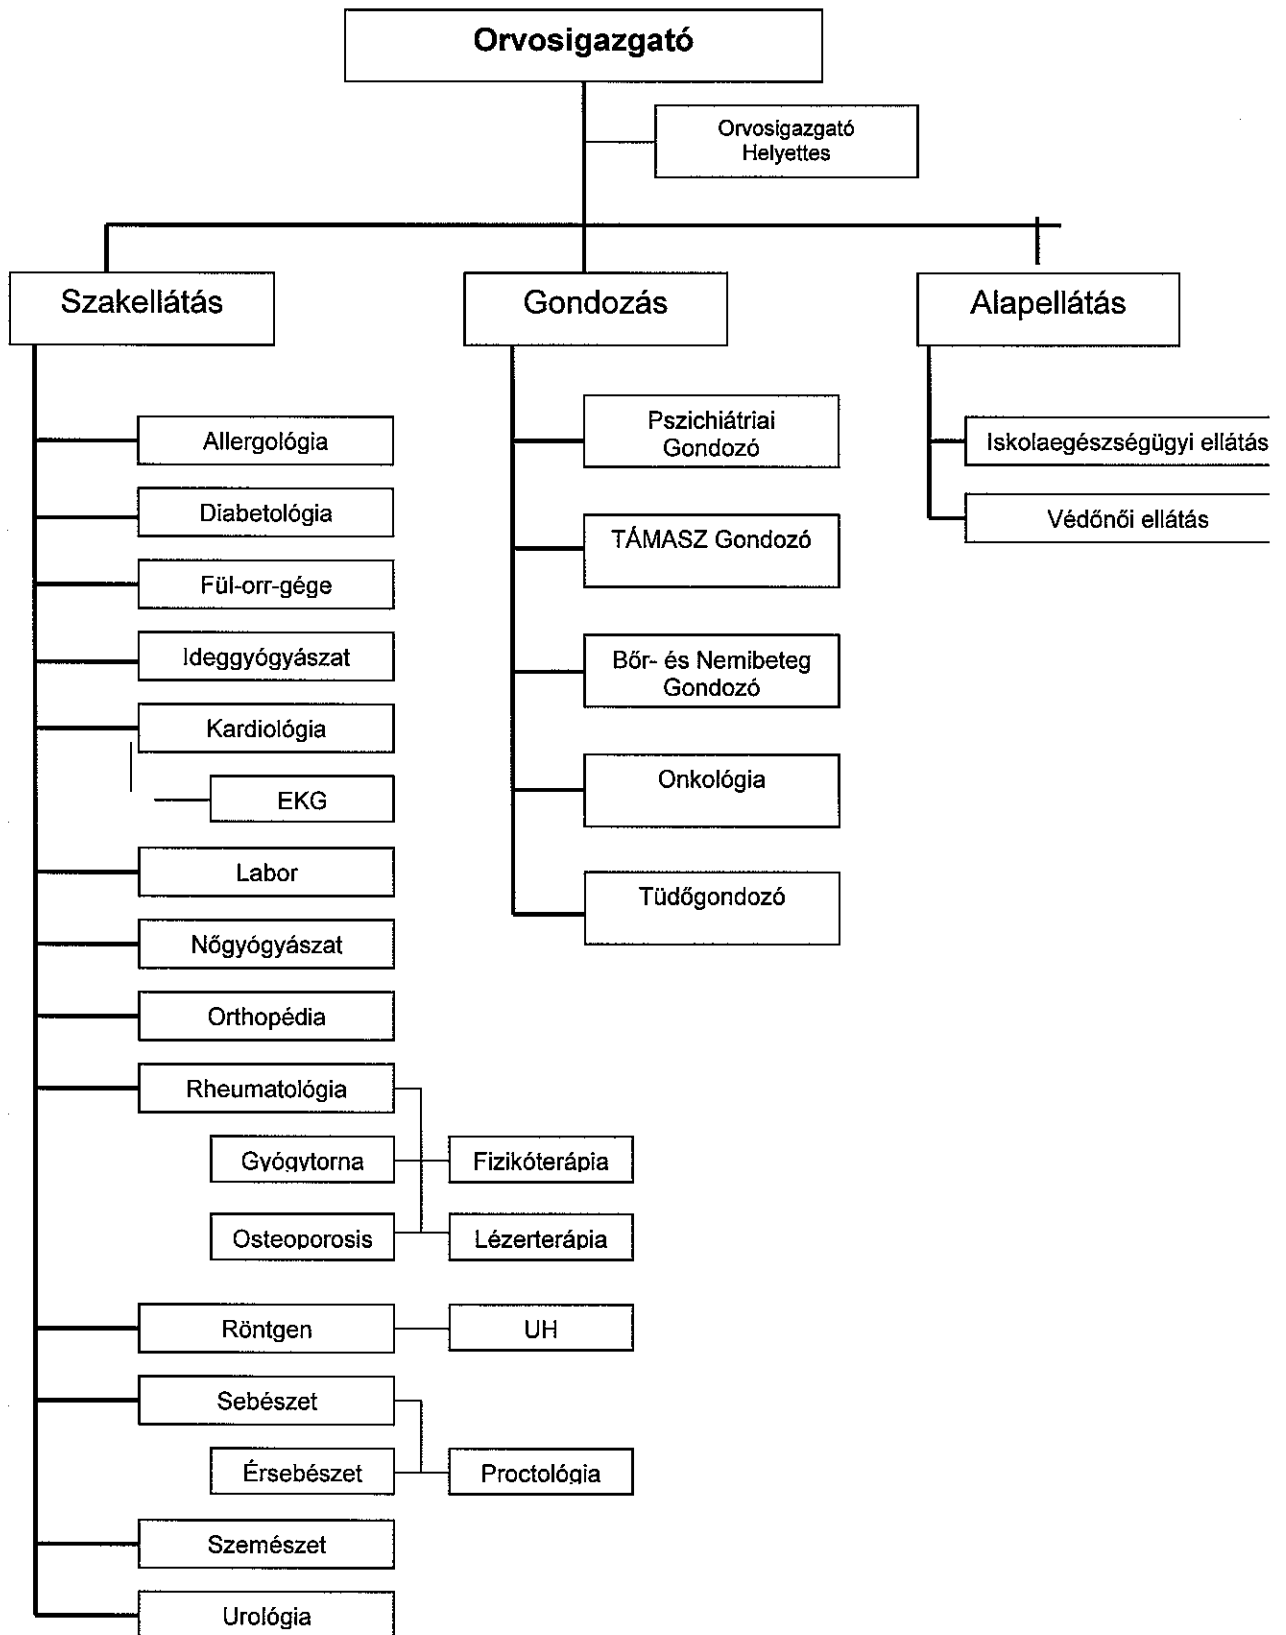 Orvosigazgató
Orvosigazgató
Helyettes
Szakellátás
Gondozás
Alapellátás
Allergológia
Diabetológia
Fül-orr-gége
Ideggyógyászat
Kardiológia
EKG
Labor
Nőgyógyászat
Orthopédia
Rheumatológia
Gyógytorna
Fizikóterápia
Osteoporosis
Lézerterápia
Röntgen
UH
Sebészet
Érsebészet
Proctológia
Szemészet
Urológia
Pszichiátriai
Gondozó
TÁMASZ Gondozó
Bőr- és Nemibeteg
Gondozó
Onkológia
Tüdőgondozó
Iskolaegészségügyi ellátás
Védőnői ellátás